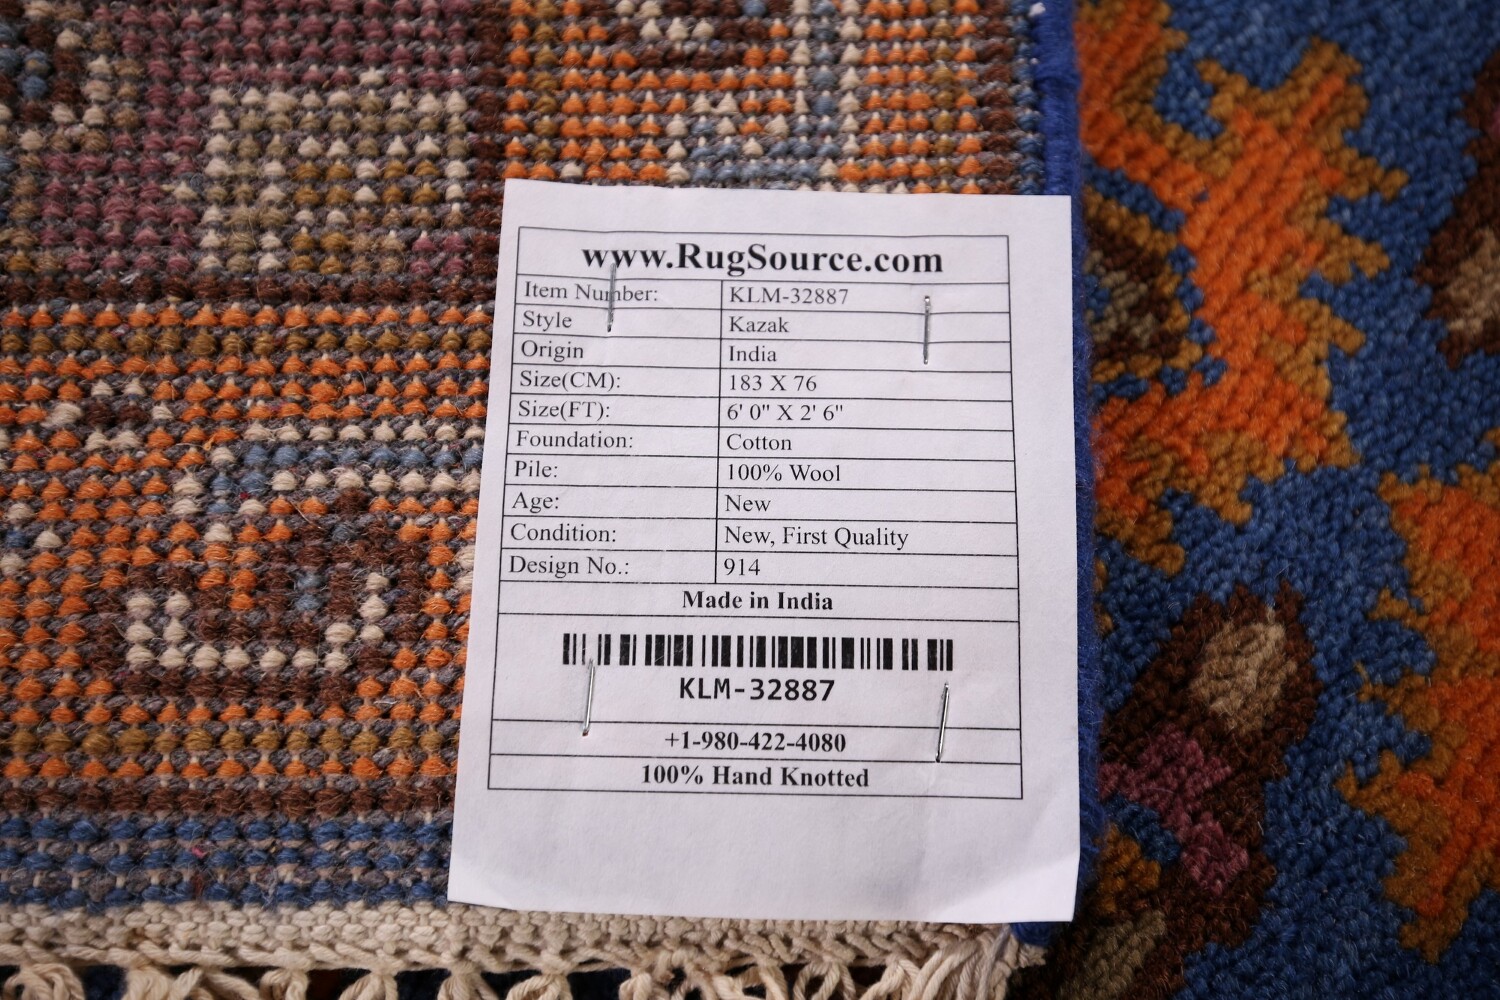 www.RugSource.com
Item Number: KLM-32887
Style Kazak
Origin India
Size(CM): 183 X 76
Size(FT): 6' 0" X 2' 6"
Foundation: Cotton
Pile: 100% Wool
Age: New
Condition: New, First Quality
Design No.: 914
Made in India
KLM-32887
+1-980-422-4080
100% Hand Knotted